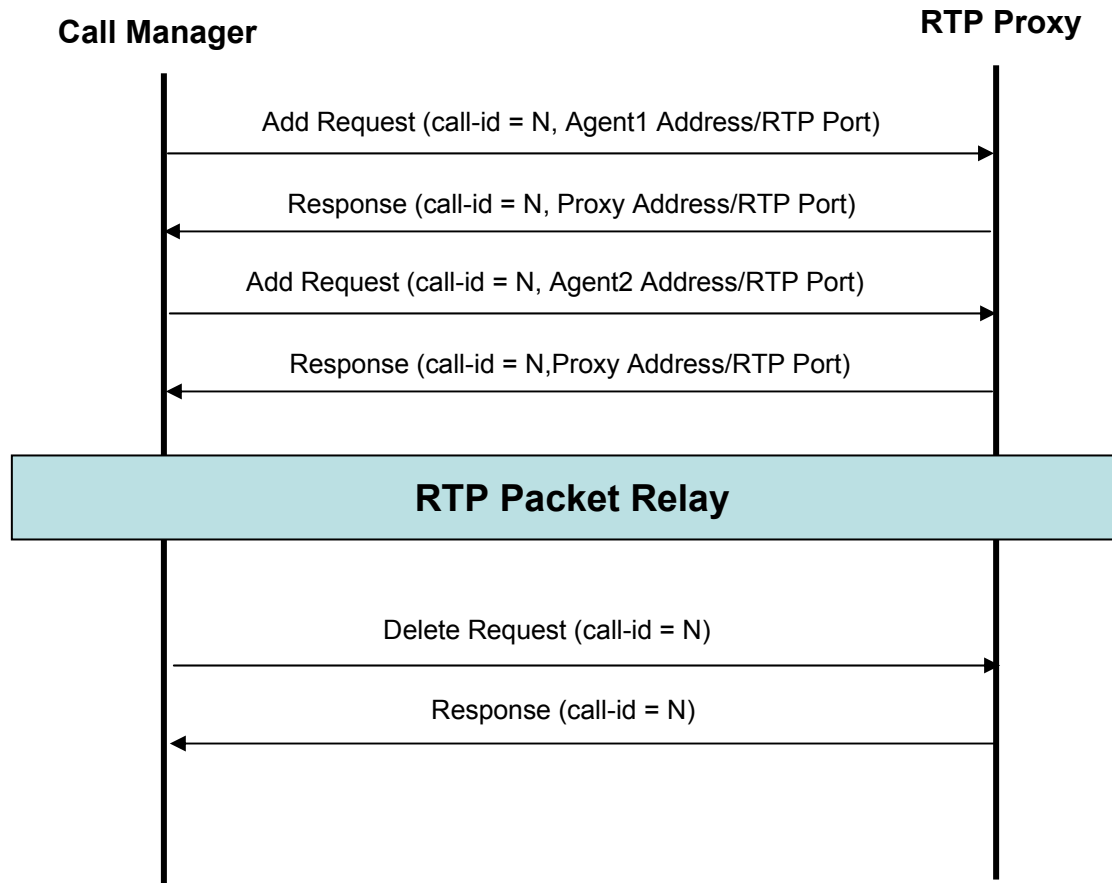 Call Manager
RTP Proxy
Add Request (call-id = N, Agent1 Address/RTP Port)
Response (call-id = N, Proxy Address/RTP Port)
Add Request (call-id = N, Agent2 Address/RTP Port)
Response (call-id = N,Proxy Address/RTP Port)
RTP Packet Relay
Delete Request (call-id = N)
Response (call-id = N)